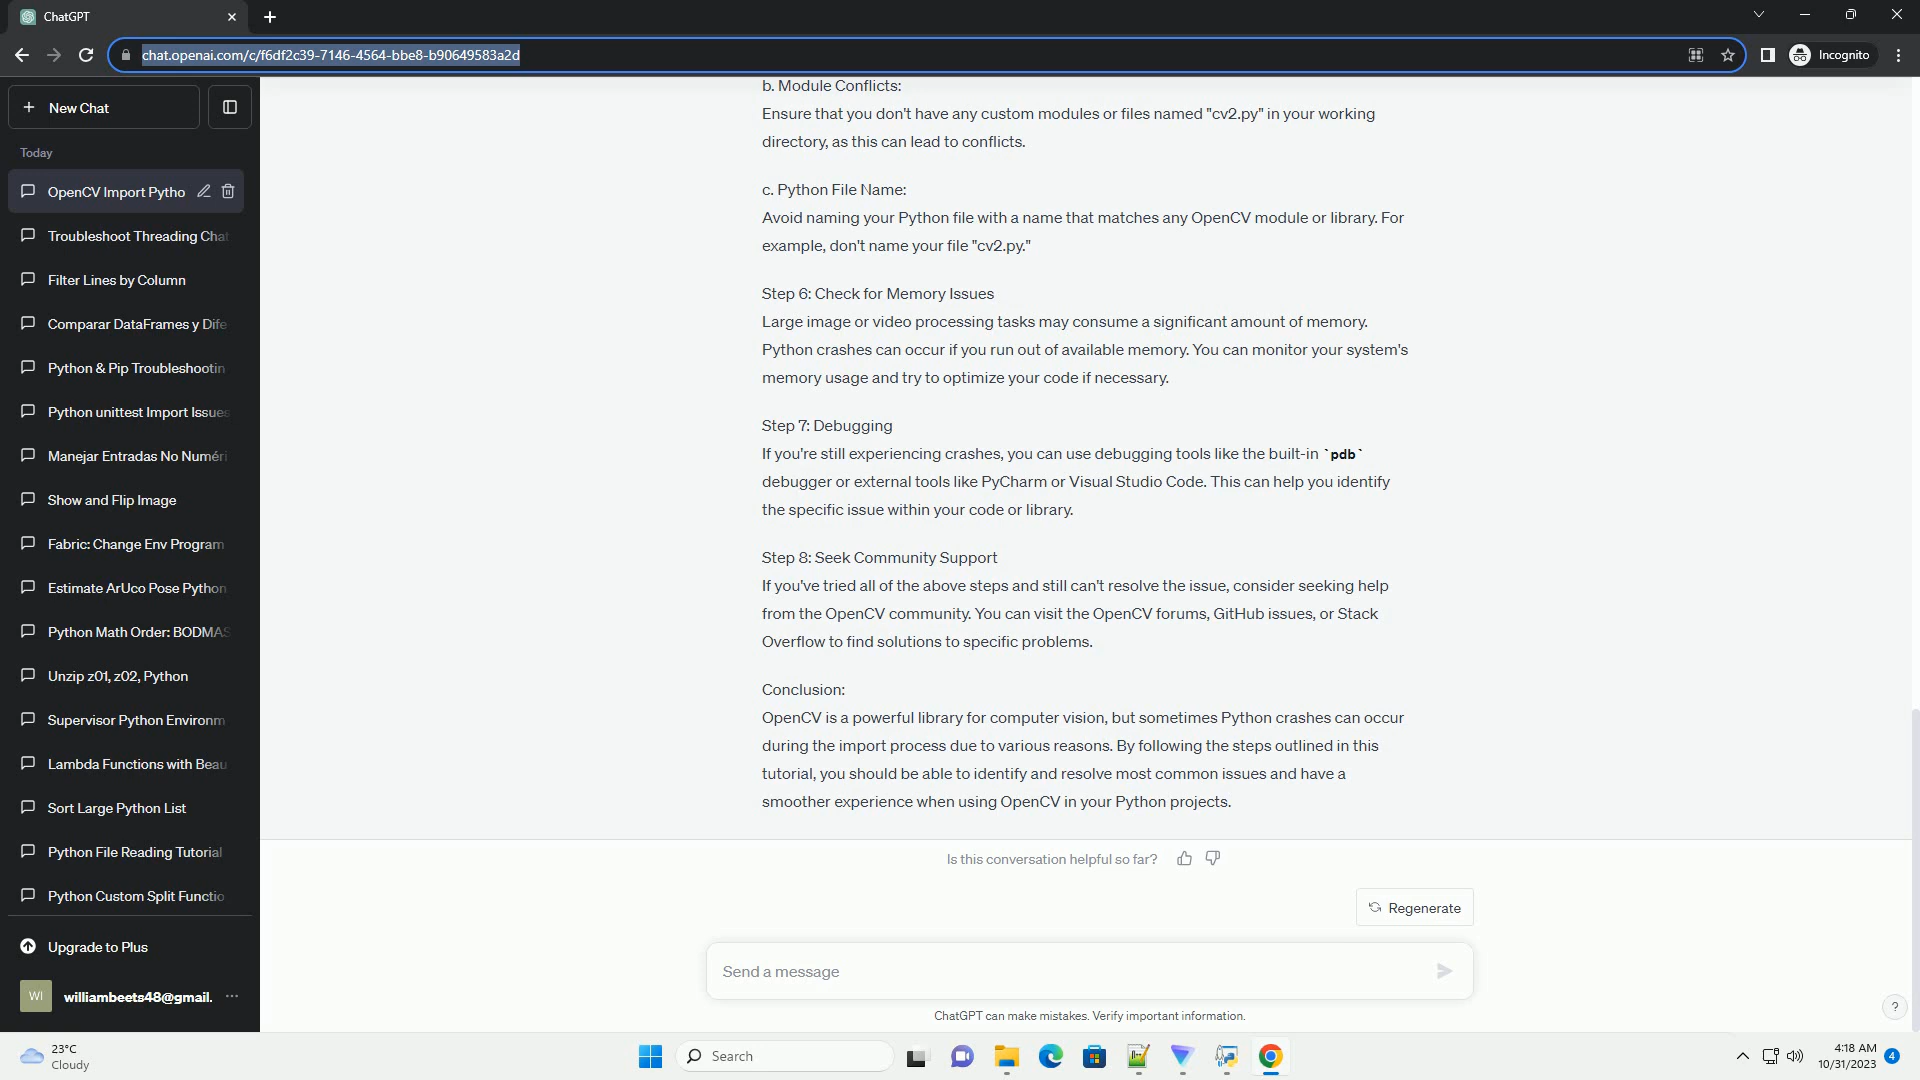 ChatGPT
chat.openai.com/c/f6df2c39-7146-4564-bbe8-b90649583a2d
Incognito
New Chat
Today
OpenCV Import Pytho
Troubleshoot Threading Chat
Filter Lines by Column
Comparar DataFrames y Dife
Python & Pip Troubleshootin
Python unittest Import Issues
Manejar Entradas No Numéri
Show and Flip Image
Fabric: Change Env Program
Estimate ArUco Pose Python
Python Math Order: BODMAS
Unzip z01, z02, Python
Supervisor Python Environm
Lambda Functions with Beau
Sort Large Python List
Python File Reading Tutorial
Python Custom Split Functio
Upgrade to Plus
WI
williambeets48@gmail.
b. Module Conflicts:
Ensure that you don't have any custom modules or files named "cv2.py" in your working
directory, as this can lead to conflicts.
c. Python File Name:
Avoid naming your Python file with a name that matches any OpenCV module or library. For
example, don't name your file "cv2.py."
Step 6: Check for Memory Issues
Large image or video processing tasks may consume a significant amount of memory.
Python crashes can occur if you run out of available memory. You can monitor your system's
memory usage and try to optimize your code if necessary.
Step 7: Debugging
If you're still experiencing crashes, you can use debugging tools like the built-in `pdb`
debugger or external tools like PyCharm or Visual Studio Code. This can help you identify
the specific issue within your code or library.
Step 8: Seek Community Support
If you've tried all of the above steps and still can't resolve the issue, consider seeking help
from the OpenCV community. You can visit the OpenCV forums, GitHub issues, or Stack
Overflow to find solutions to specific problems.
Conclusion:
OpenCV is a powerful library for computer vision, but sometimes Python crashes can occur
during the import process due to various reasons. By following the steps outlined in this
tutorial, you should be able to identify and resolve most common issues and have a
smoother experience when using OpenCV in your Python projects.
Is this conversation helpful so far?
Regenerate
Send a message
ChatGPT can make mistakes. Verify important information.
?
23°C
Cloudy
Search
4:18 AM
10/31/2023
4